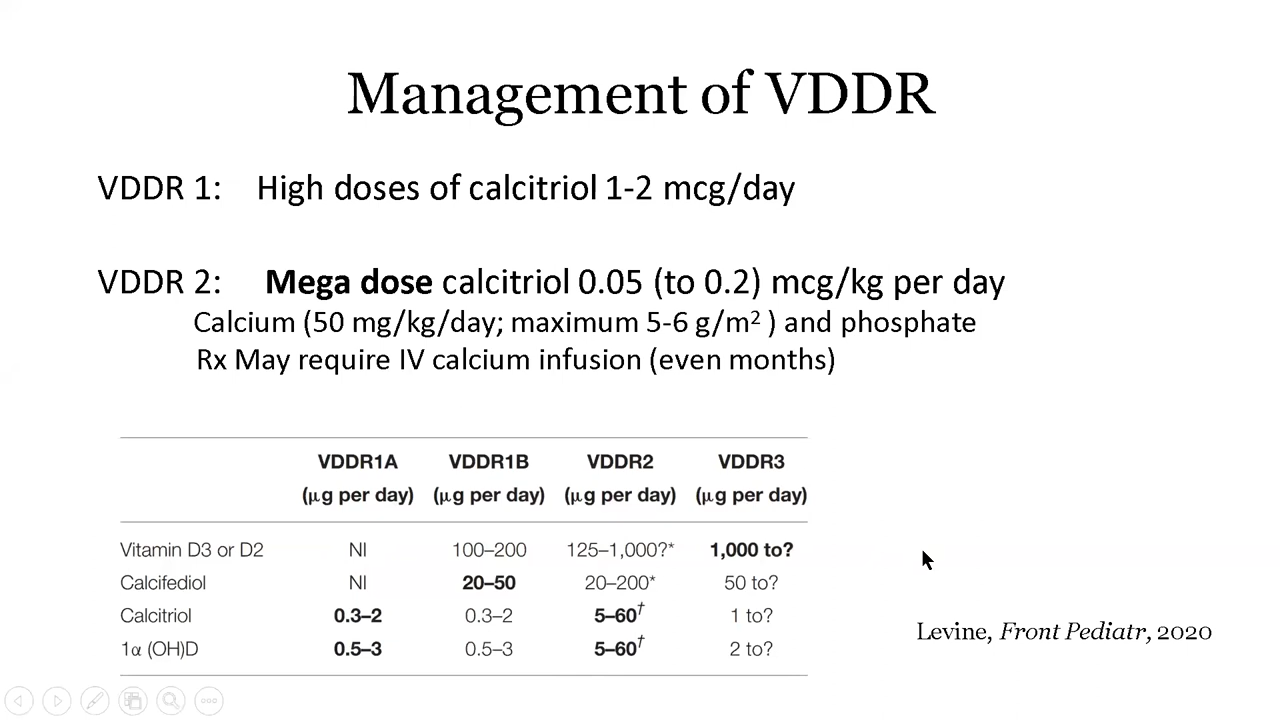 Management of VDDR
VDDR 1: High doses of calcitriol 1-2 mcg/day
VDDR 2: Mega dose calcitriol 0.05 (to 0.2) mcg/kg per day
Calcium (50 mg/kg/day; maximum 5-6 g/m² ) and phosphate
Rx May require IV calcium infusion (even months)
VDDR1A VDDR1B VDDR2 VDDR3
(μg per day) (μg per day) (μg per day) (μg per day)
Vitamin D3 or D2 NI 100–200 125–1,000?* 1,000 to?
Calcifediol NI 20–50 20–200* 50 to?
Calcitriol 0.3–2 0.3–2 5–60† 1 to?
1α (OH)D 0.5–3 0.5–3 5–60† 2 to?
Levine, Front Pediatr, 2020